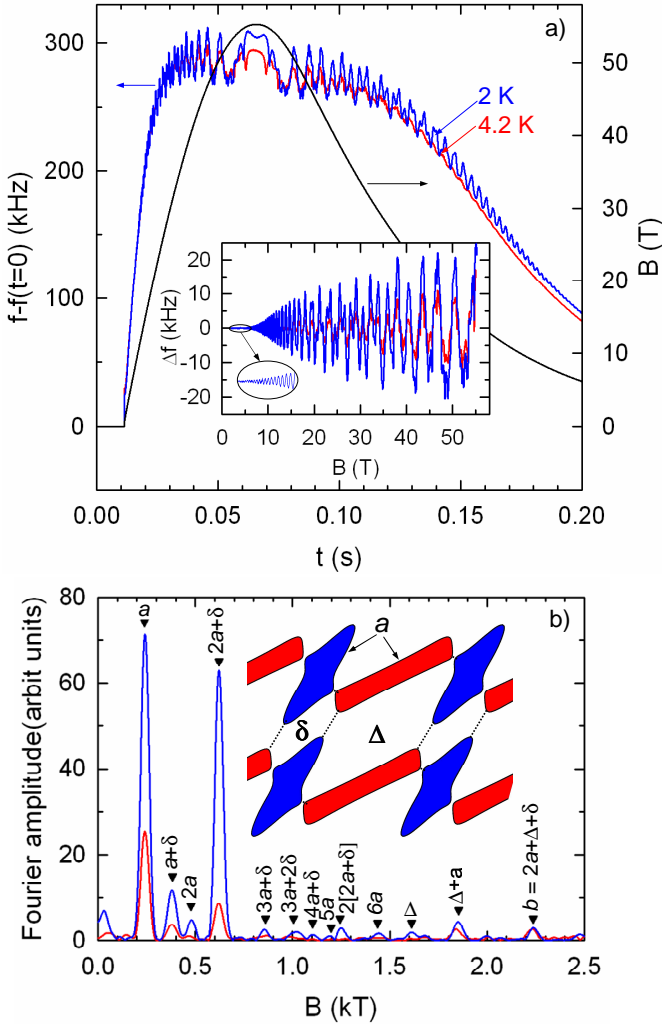 a)
300
200
100
0
f-f(t=0) (kHz)
50
40
30
20
10
0
B (T)
2 K
4.2 K
20
10
0
-10
-20
Δf (kHz)
0 10 20 30 40 50
B (T)
0.00 0.05 0.10 0.15 0.20
t (s)
b)
80
60
40
20
0
Fourier amplitude(arbit units)
a
a+δ
2a
2a+δ
3a+δ
3a+2δ
4a+δ
5a
2[2a+δ]
6a
Δ
Δ+a
b = 2a+Δ+δ
a
δ
Δ
0.0 0.5 1.0 1.5 2.0 2.5
B (kT)